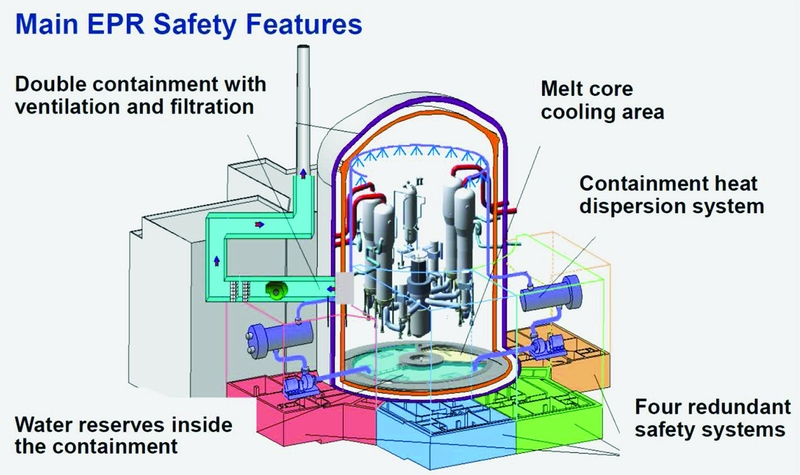 Main EPR Safety Features
Double containment with
ventilation and filtration
Melt core
cooling area
Containment heat
dispersion system
Water reserves inside
the containment
Four redundant
safety systems